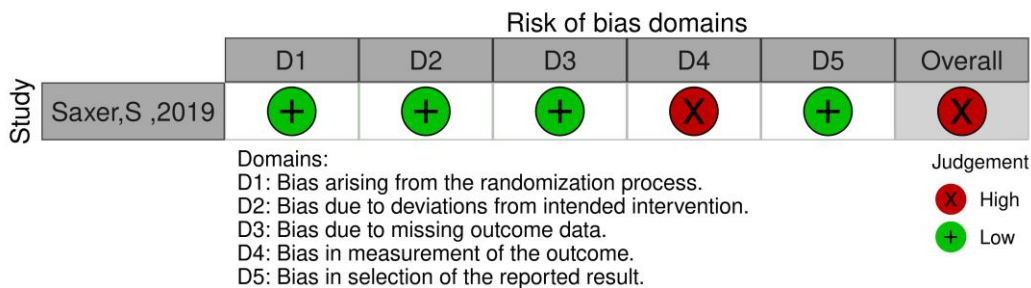 Risk of bias domains
D1 D2 D3 D4 D5 Overall
Study
Saxer,S ,2019 + + + X + X
Domains:
D1: Bias arising from the randomization process.
D2: Bias due to deviations from intended intervention.
D3: Bias due to missing outcome data.
D4: Bias in measurement of the outcome.
D5: Bias in selection of the reported result.
Judgement
X High
+ Low